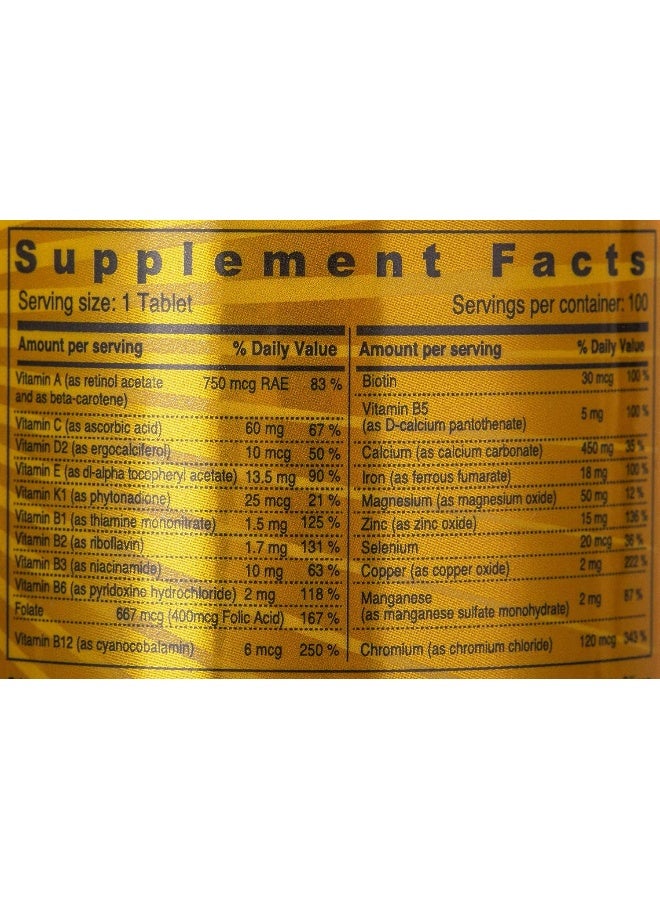 Supplement Facts
Serving size: 1 Tablet Servings per container: 100
Amount per serving % Daily Value
Vitamin A (as retinol acetate 750 mcg RAE 83 %
and as beta-carotene)
Vitamin C (as ascorbic acid) 60 mg 67 %
Vitamin D2 (as ergocalciferol) 10 mcg 50 %
Vitamin E (as dl-alpha tocopheryl acetate) 13.5 mg 90 %
Vitamin K1 (as phytonadione) 25 mcg 21 %
Vitamin B1 (as thiamine mononitrate) 1.5 mg 125 %
Vitamin B2 (as riboflavin) 1.7 mg 131 %
Vitamin B3 (as niacinamide) 10 mg 63 %
Vitamin B6 (as pyridoxine hydrochloride) 2 mg 118 %
Folate 667 mcg (400mcg Folic Acid) 167 %
Vitamin B12 (as cyanocobalamin) 6 mcg 250 %
Amount per serving % Daily Value
Biotin 30 mcg 100 %
Vitamin B5
(as D-calcium pantothenate) 5 mg 100 %
Calcium (as calcium carbonate) 450 mg 35 %
Iron (as ferrous fumarate) 18 mg 100 %
Magnesium (as magnesium oxide) 50 mg 12 %
Zinc (as zinc oxide) 15 mg 136 %
Selenium 20 mcg 36 %
Copper (as copper oxide) 2 mg 222 %
Manganese
(as manganese sulfate monohydrate) 2 mg 87 %
Chromium (as chromium chloride) 120 mcg 343 %